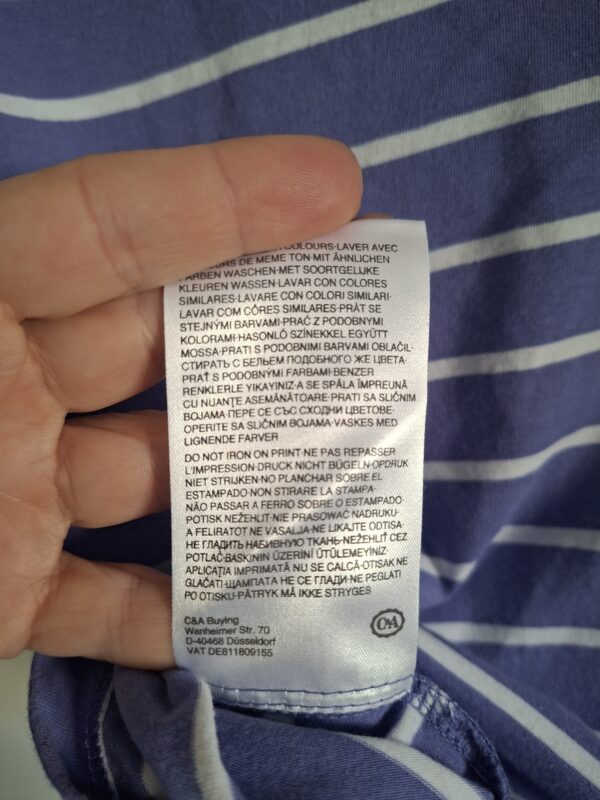 COLOURS·LAVER AVEC
DE MEME TON·MIT ÄHNLICHEN
FARBEN WASCHEN·MET SOORTGELIJKE
KLEUREN WASSEN·LAVAR CON COLORES
SIMILARES·LAVARE CON COLORI SIMILARI·
LAVAR COM CÔRES SIMILARES·PRÁT SE
STEJNÝMI BARVAMI·PRAĆ Z PODOBNYMI
KOLORAMI·HASONLÓ SZÍNEKKEL EGYÜTT
MOSSA·PRATI S PODOBNIMI BARVAMI OBLAČIL·
СТИРАТЬ С БЕЛЬЕМ ПОДОБНОГО ЖЕ ЦВЕТА·
PRAŤ S PODOBNÝMI FARBAMI·BENZER
RENKLERLE YIKAYINIZ·A SE SPĂLA ÎMPREUNĂ
CU NUANȚE ASEMĂNĂTOARE·PRATI SA SLIČNIM
BOJAMA·ПЕРЕ СЕ СЪС СХОДНИ ЦВЕТОВЕ·
OPERITE SA SLIČNIM BOJAMA·VASKES MED
LIGNENDE FARVER
DO NOT IRON ON PRINT·NE PAS REPASSER
L'IMPRESSION·DRUCK NICHT BÜGELN·OPDRUK
NIET STRIJKEN·NO PLANCHAR SOBRE EL
ESTAMPADO·NON STIRARE LA STAMPA·
NÃO PASSAR A FERRO SOBRE O ESTAMPADO·
POTISK NEŽEHLIT·NIE PRASOWAĆ NADRUKU·
A FELIRATOT NE VASALJA·NE LIKAJTE ODTISA·
НЕ ГЛАДИТЬ НАБИВНУЮ ТКАНЬ·NEŽEHLIŤ CEZ
POTLAČ·BASKININ ÜZERİNİ ÜTÜLEMEYİNİZ·
APLICAȚIA IMPRIMATĂ NU SE CALCĂ·OTISAK NE
GLAČATI·ЩАМПАТА НЕ СЕ ГЛАДИ·NE PEGLATI
PO OTISKU·PÅTRYK MÅ IKKE STRYGES
C&A Buying
Wanheimer Str. 70
D-40468 Düsseldorf
VAT DE811809155
C&A